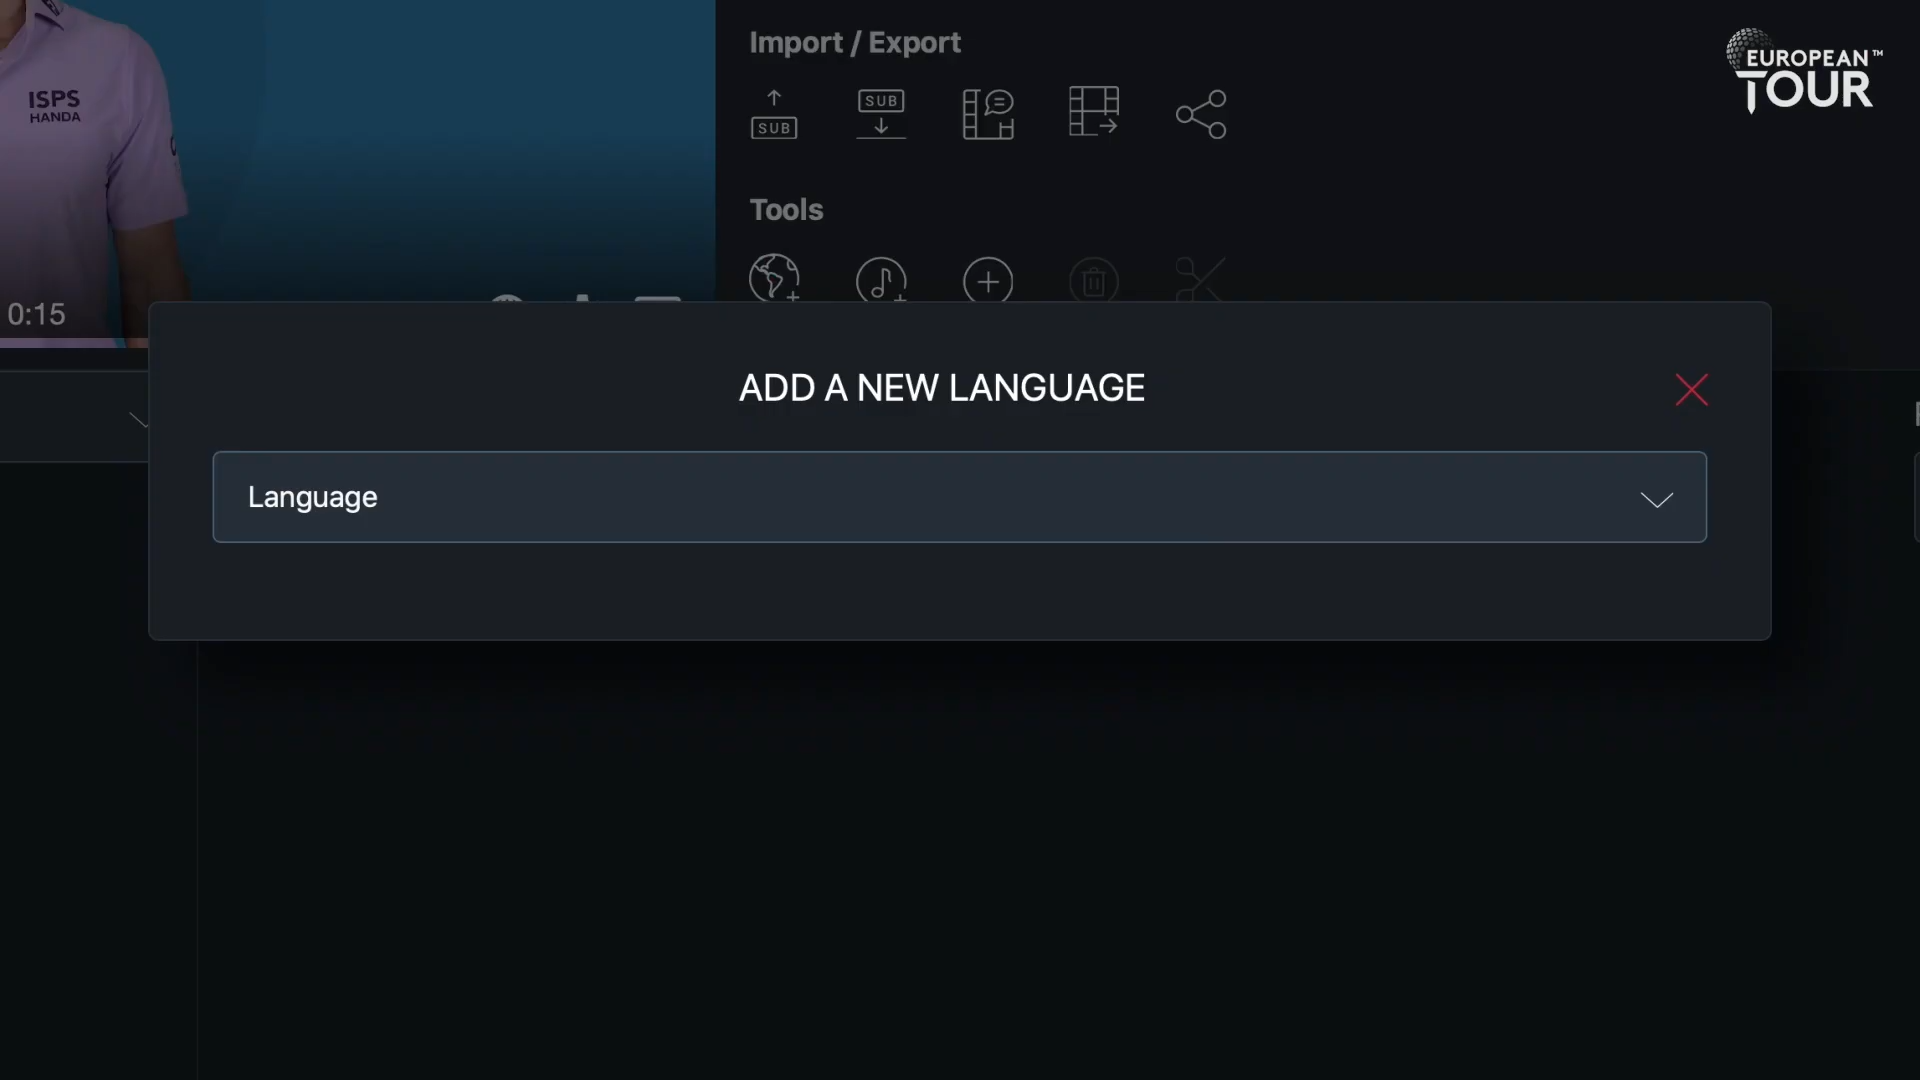 Import / Export
EUROPEAN™
TOUR
ISPS
HANDA
SUB
SUB
Tools
0:15
ADD A NEW LANGUAGE
Language